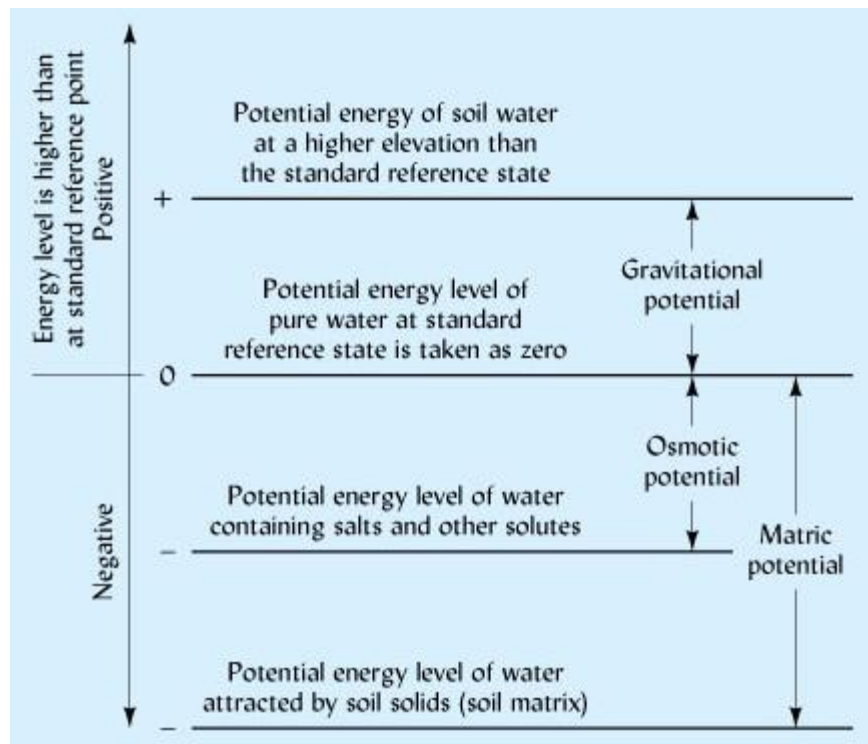 Energy level is higher than
at standard reference point
Positive
Negative
Potential energy of soil water
at a higher elevation than
the standard reference state
+
Gravitational
potential
Potential energy level of
pure water at standard
reference state is taken as zero
0
Osmotic
potential
Potential energy level of water
containing salts and other solutes
–
Matric
potential
Potential energy level of water
attracted by soil solids (soil matrix)
–